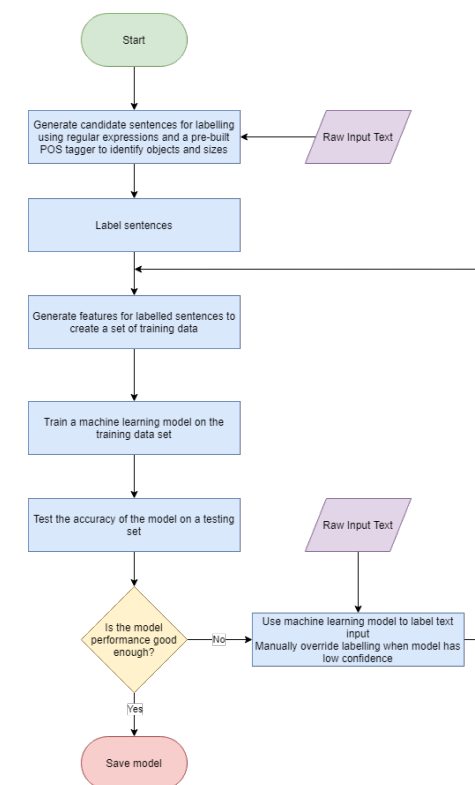 Start
Generate candidate sentences for labelling
using regular expressions and a pre-built
POS tagger to identify objects and sizes
Raw Input Text
Label sentences
Generate features for labelled sentences to
create a set of training data
Train a machine learning model on the
training data set
Test the accuracy of the model on a testing
set
Raw Input Text
Is the model
performance good
enough?
No
Use machine learning model to label text
input
Manually override labelling when model has
low confidence
Yes
Save model